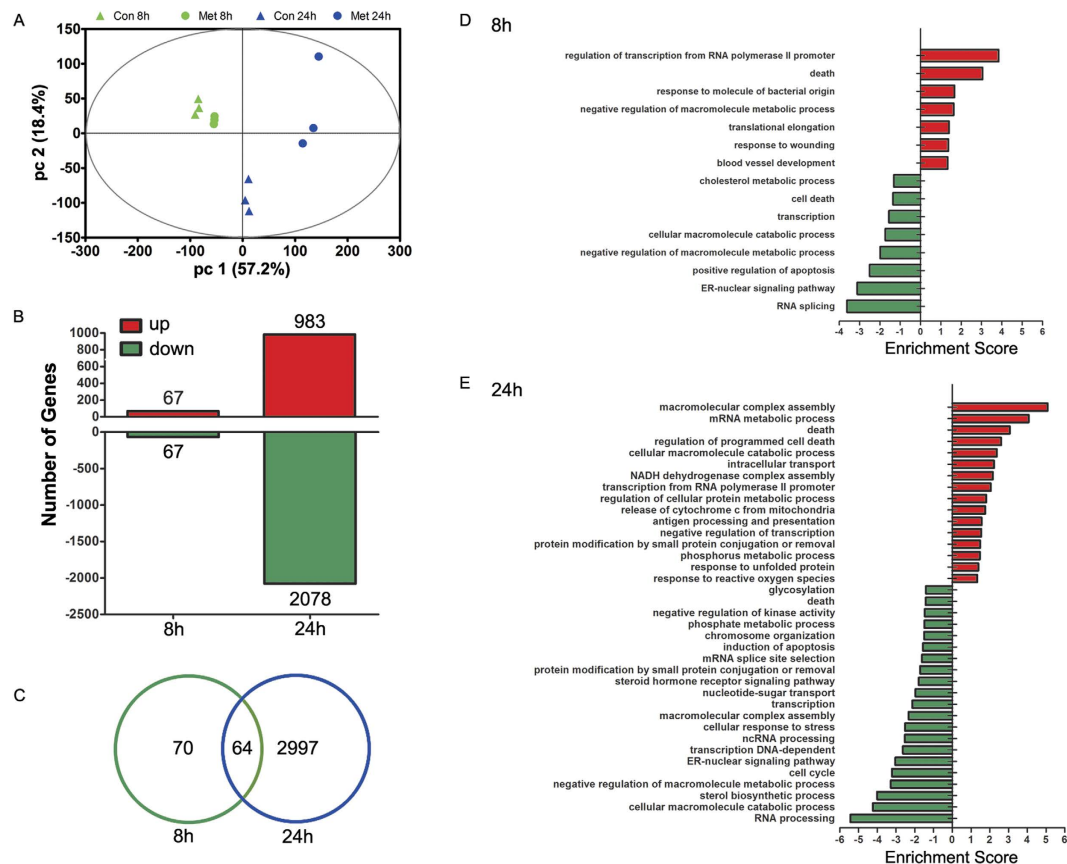 A
Con 8h Met 8h Con 24h Met 24h
150
100
50
0
-50
-100
-150
-300 -200 -100 0 100 200 300
pc 2 (18.4%)
pc 1 (57.2%)
B
up
down
Number of Genes
1000
800
600
400
200
0
0
-500
-1000
-1500
-2000
-2500
67
983
67
2078
8h 24h
C
70 64 2997
8h 24h
D 8h
regulation of transcription from RNA polymerase II promoter
death
response to molecule of bacterial origin
negative regulation of macromolecule metabolic process
translational elongation
response to wounding
blood vessel development
cholesterol metabolic process
cell death
transcription
cellular macromolecule catabolic process
negative regulation of macromolecule metabolic process
positive regulation of apoptosis
ER-nuclear signaling pathway
RNA splicing
-4 -3 -2 -1 0 1 2 3 4 5 6
Enrichment Score
E 24h
macromolecular complex assembly
mRNA metabolic process
death
regulation of programmed cell death
cellular macromolecule catabolic process
intracellular transport
NADH dehydrogenase complex assembly
transcription from RNA polymerase II promoter
regulation of cellular protein metabolic process
release of cytochrome c from mitochondria
antigen processing and presentation
negative regulation of transcription
protein modification by small protein conjugation or removal
phosphorus metabolic process
response to unfolded protein
response to reactive oxygen species
glycosylation
death
negative regulation of kinase activity
phosphate metabolic process
chromosome organization
induction of apoptosis
mRNA splice site selection
protein modification by small protein conjugation or removal
steroid hormone receptor signaling pathway
nucleotide-sugar transport
transcription
macromolecular complex assembly
cellular response to stress
ncRNA processing
transcription DNA-dependent
ER-nuclear signaling pathway
cell cycle
negative regulation of macromolecule metabolic process
sterol biosynthetic process
cellular macromolecule catabolic process
RNA processing
-6 -5 -4 -3 -2 -1 0 1 2 3 4 5 6
Enrichment Score